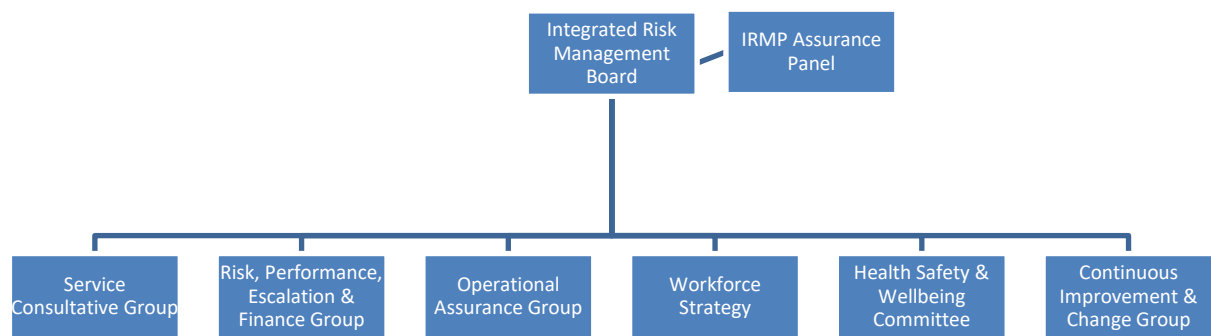 Integrated Risk
Management
Board
IRMP Assurance
Panel
Service
Consultative Group
Risk, Performance,
Escalation &
Finance Group
Operational
Assurance Group
Workforce
Strategy
Health Safety &
Wellbeing
Committee
Continuous
Improvement &
Change Group